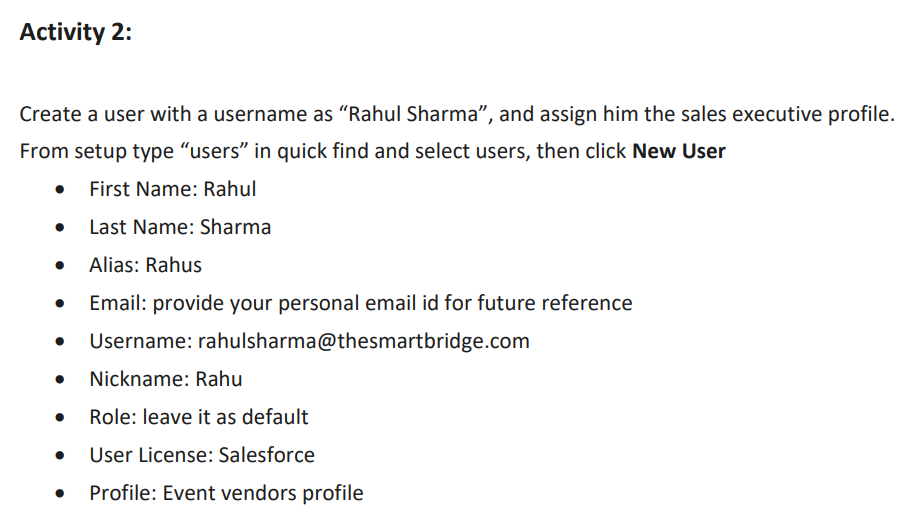 Activity 2:
Create a user with a username as “Rahul Sharma”, and assign him the sales executive profile.
From setup type “users” in quick find and select users, then click New User
• First Name: Rahul
• Last Name: Sharma
• Alias: Rahus
• Email: provide your personal email id for future reference
• Username: rahulsharma@thesmartbridge.com
• Nickname: Rahu
• Role: leave it as default
• User License: Salesforce
• Profile: Event vendors profile